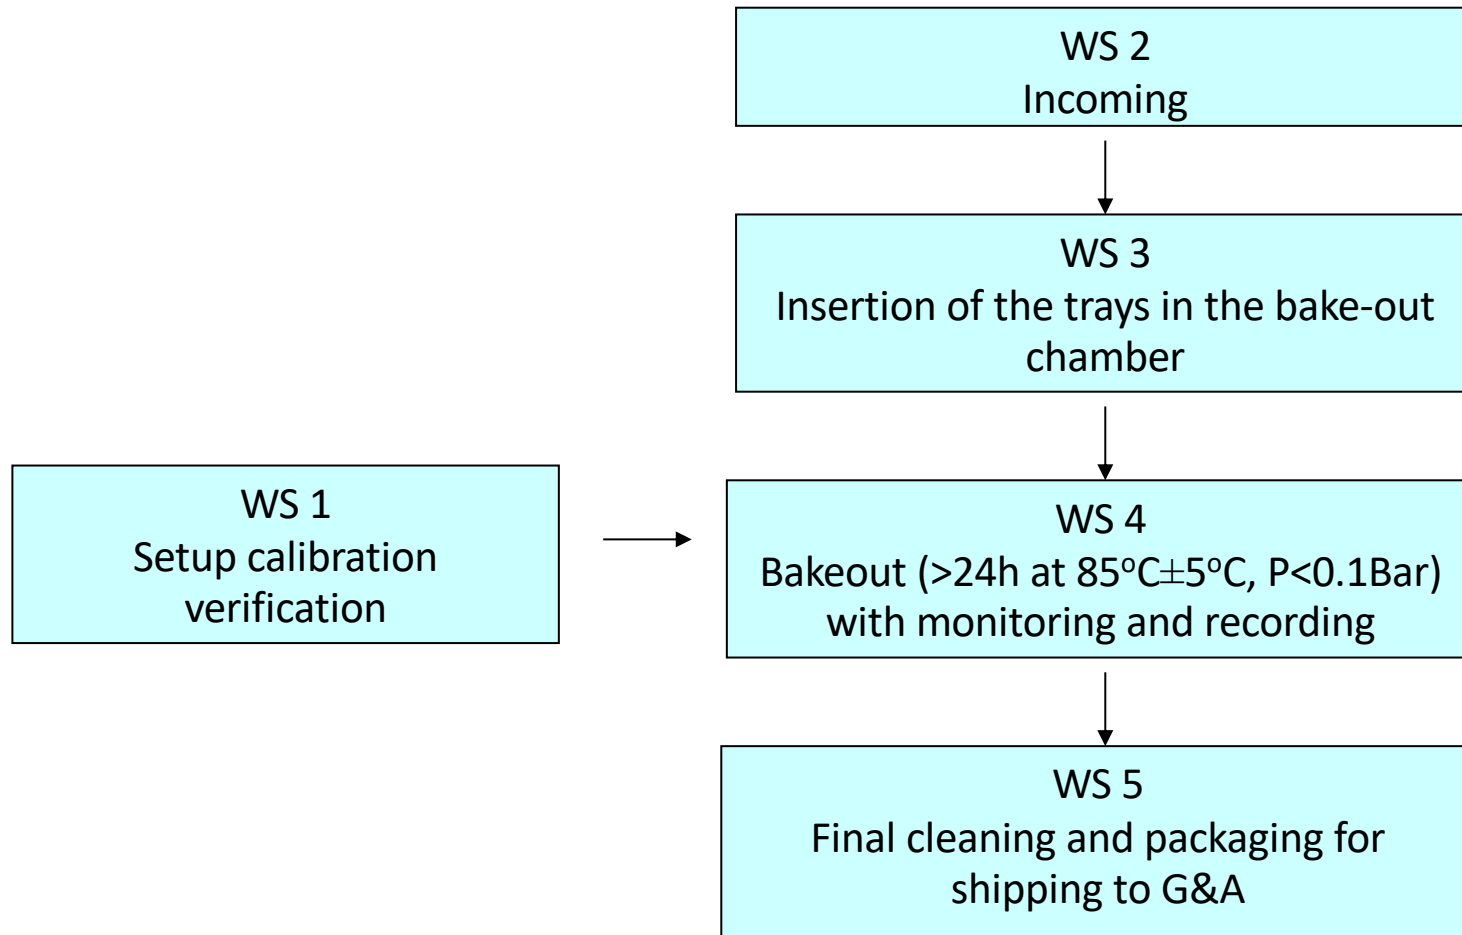 WS 2
Incoming
WS 3
Insertion of the trays in the bake-out
chamber
WS 1
Setup calibration
verification
WS 4
Bakeout (>24h at 85°C±5°C, P<0.1Bar)
with monitoring and recording
WS 5
Final cleaning and packaging for
shipping to G&A